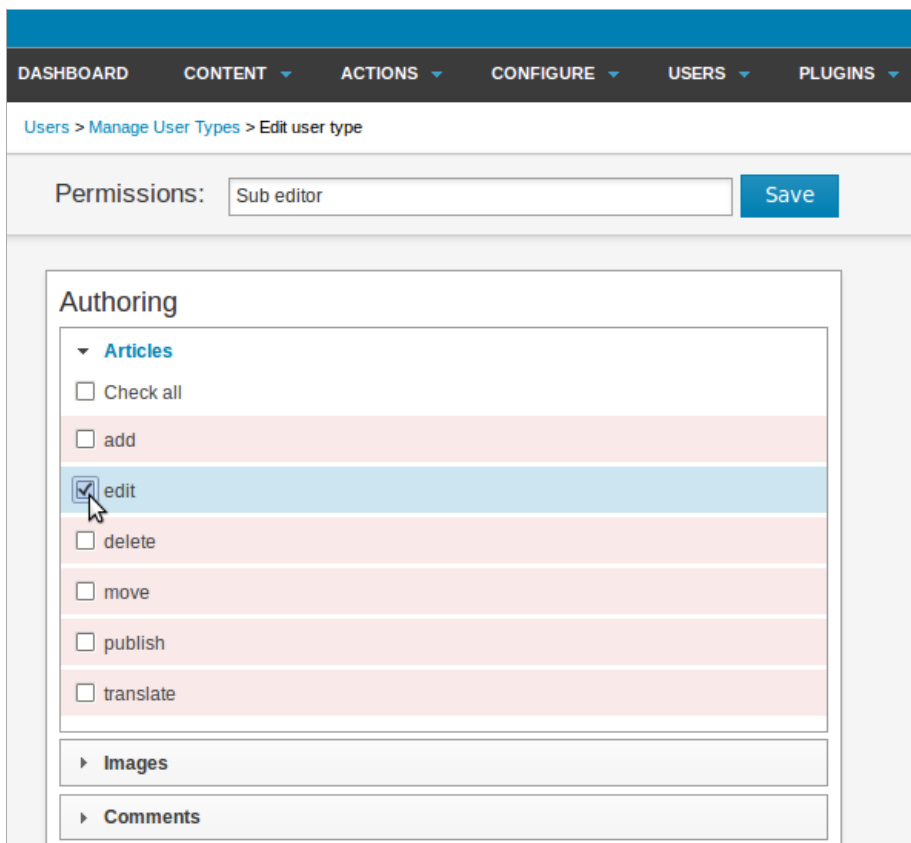 DASHBOARD CONTENT ACTIONS CONFIGURE USERS PLUGINS
Users > Manage User Types > Edit user type
Permissions: Sub editor Save
Authoring
Articles
Check all
add
edit
delete
move
publish
translate
Images
Comments